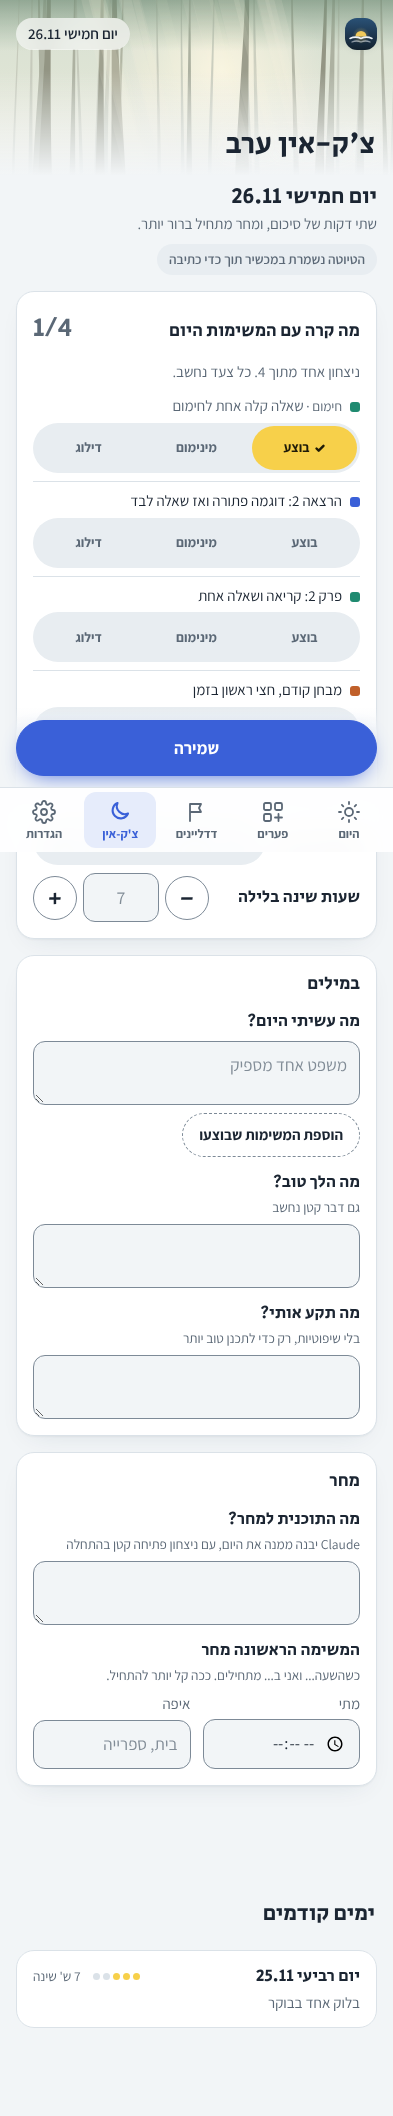 יום חמישי 26.11
צ'ק-אין ערב
יום חמישי 26.11
שתי דקות של סיכום, ומחר מתחיל ברור יותר.
הטיוטה נשמרת במכשיר תוך כדי כתיבה
מה קרה עם המשימות היום
1/4
ניצחון אחד מתוך 4. כל צעד נחשב.
חימום · שאלה קלה אחת לחימום
✓ בוצע
מינימום
דילוג
הרצאה 2: דוגמה פתורה ואז שאלה לבד
בוצע
מינימום
דילוג
פרק 2: קריאה ושאלה אחת
בוצע
מינימום
דילוג
מבחן קודם, חצי ראשון בזמן
שמירה
היום
פערים
דדליינים
צ'ק-אין
הגדרות
שעות שינה בלילה
−
7
+
במילים
מה עשיתי היום?
משפט אחד מספיק
הוספת המשימות שבוצעו
מה הלך טוב?
גם דבר קטן נחשב
מה תקע אותי?
בלי שיפוטיות, רק כדי לתכנן טוב יותר
מחר
מה התוכנית למחר?
Claude יבנה ממנה את היום, עם ניצחון פתיחה קטן בהתחלה
המשימה הראשונה מחר
כשהשעה... ואני ב... מתחילים. ככה קל יותר להתחיל.
מתי
איפה
--:-- --
בית, ספרייה
ימים קודמים
יום רביעי 25.11
7 ש' שינה
בלוק אחד בבוקר